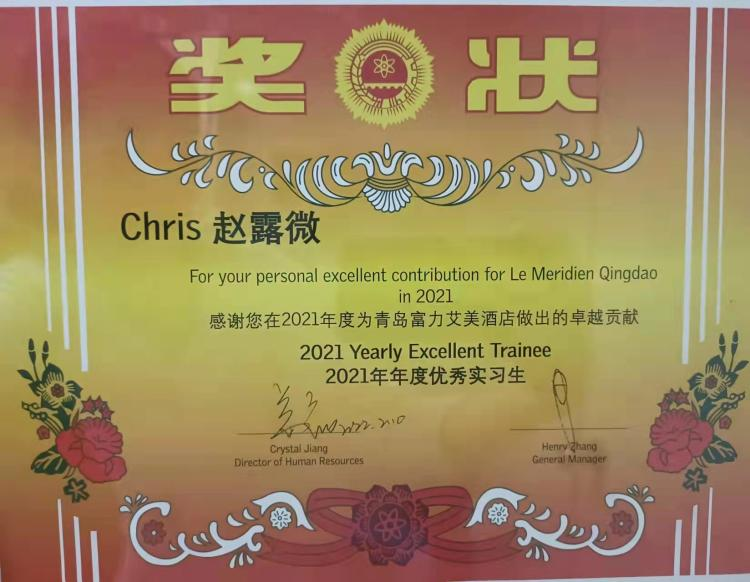 奖状
Chris 赵露微
For your personal excellent contribution for Le Meridien Qingdao
in 2021
感谢您在2021年度为青岛富力艾美酒店做出的卓越贡献
2021 Yearly Excellent Trainee
2021年年度优秀实习生
2022.2.10
Crystal Jiang
Director of Human Resources
Henry Zhang
General Manager